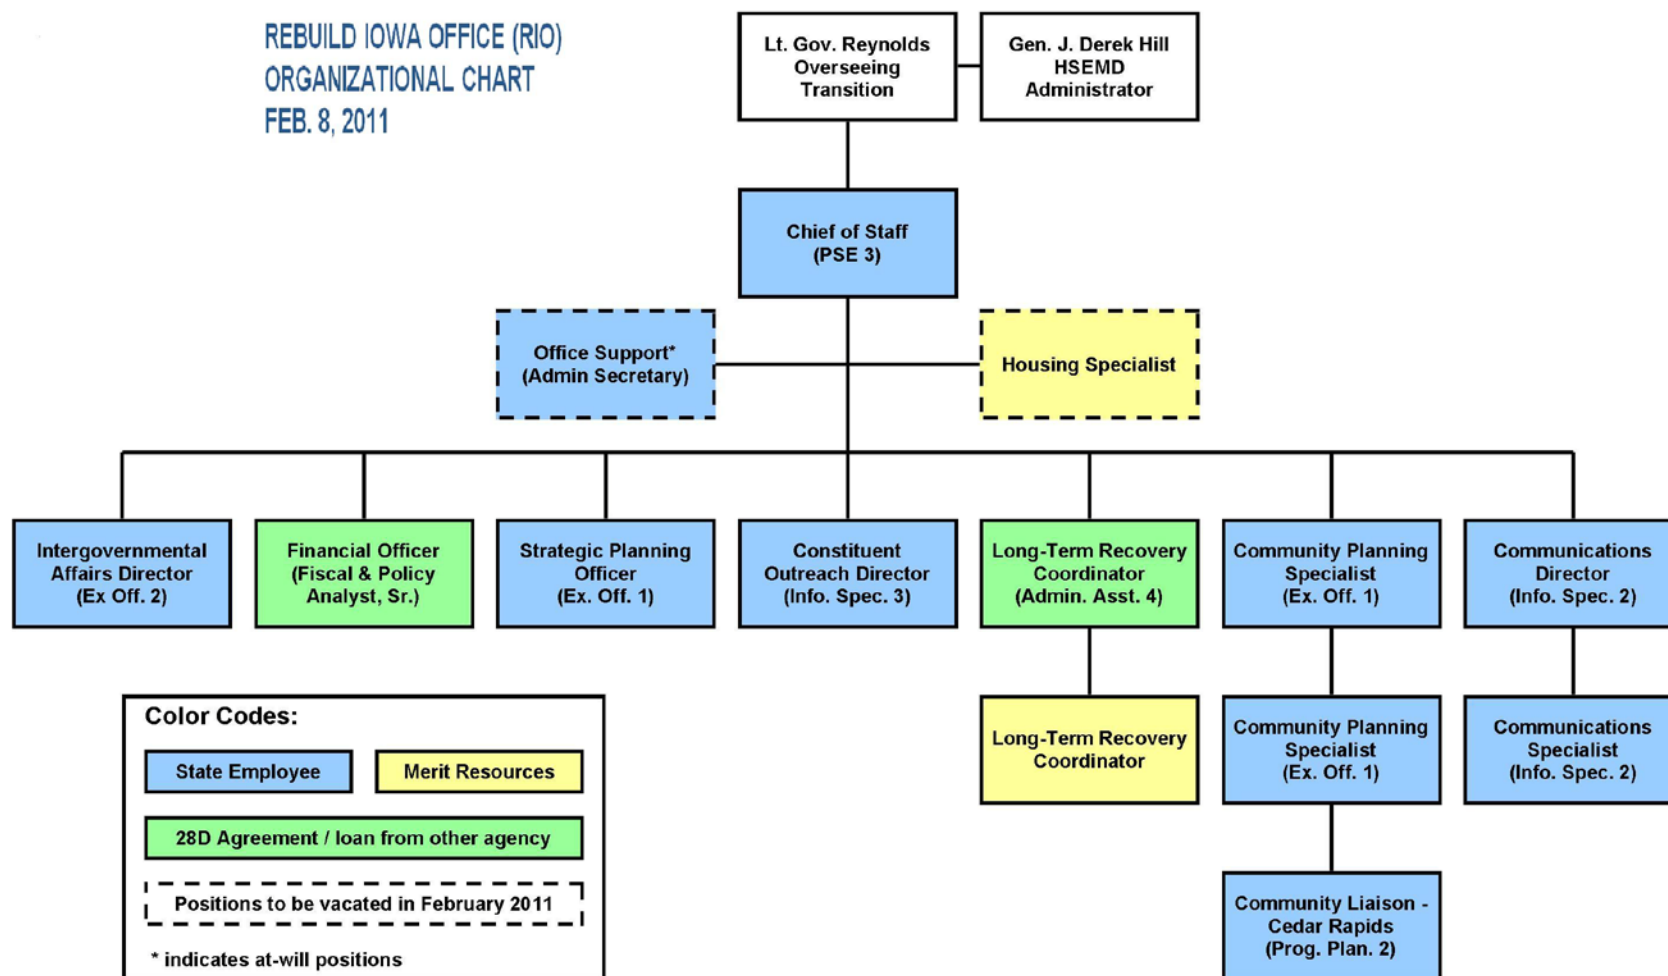 REBUILD IOWA OFFICE (RIO)
ORGANIZATIONAL CHART
FEB. 8, 2011
Lt. Gov. Reynolds
Overseeing
Transition
Gen. J. Derek Hill
HSEMD
Administrator
Chief of Staff
(PSE 3)
Office Support*
(Admin Secretary)
Housing Specialist
Intergovernmental
Affairs Director
(Ex Off. 2)
Financial Officer
(Fiscal & Policy
Analyst, Sr.)
Strategic Planning
Officer
(Ex. Off. 1)
Constituent
Outreach Director
(Info. Spec. 3)
Long-Term Recovery
Coordinator
(Admin. Asst. 4)
Community Planning
Specialist
(Ex. Off. 1)
Communications
Director
(Info. Spec. 2)
Long-Term Recovery
Coordinator
Community Planning
Specialist
(Ex. Off. 1)
Communications
Specialist
(Info. Spec. 2)
Community Liaison -
Cedar Rapids
(Prog. Plan. 2)
Color Codes:
State Employee
Merit Resources
28D Agreement / loan from other agency
Positions to be vacated in February 2011
* indicates at-will positions